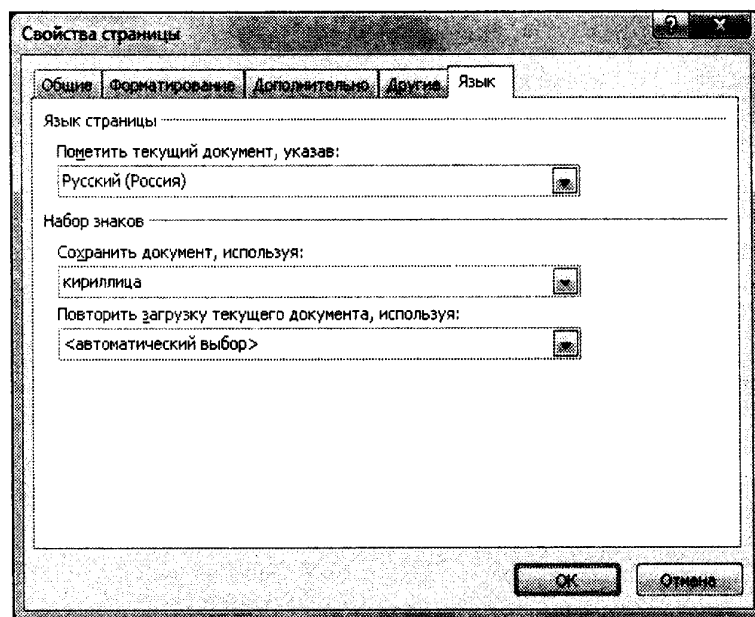 Свойства страницы
?
Общие Форматирование Дополнительно Другие Язык
Язык страницы
Пометить текущий документ, указав:
Русский (Россия)
Набор знаков
Сохранить документ, используя:
кириллица
Повторить загрузку текущего документа, используя:
<автоматический выбор>
OK Отмена